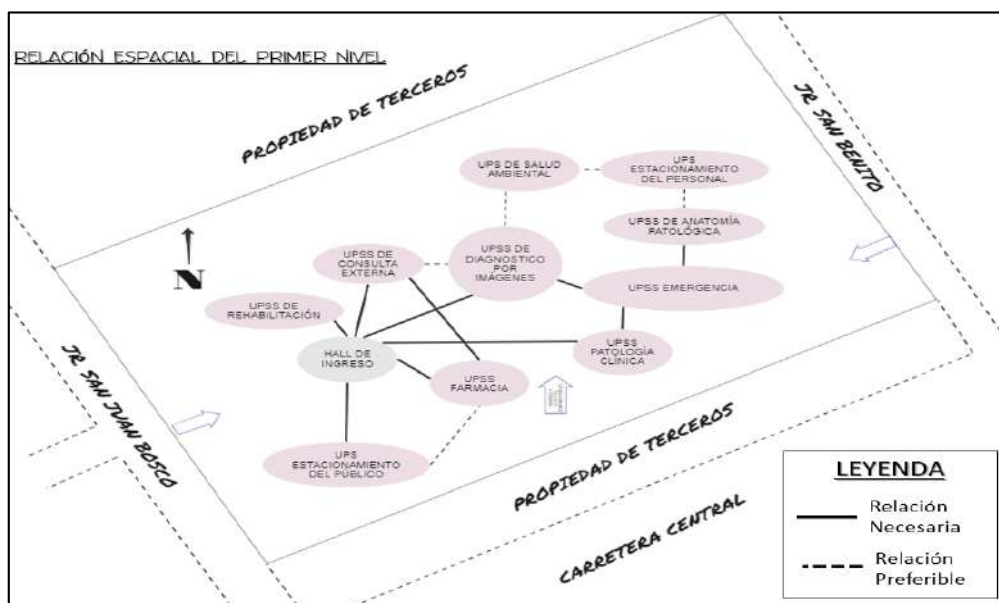 RELACIÓN ESPACIAL DEL PRIMER NIVEL
PROPIEDAD DE TERCEROS
JR. SAN BENITO
UPS DE SALUD
AMBIENTAL
UPS
ESTACIONAMIENTO
DEL PERSONAL
UPSS DE ANATOMÍA
PATOLÓGICA
UPSS DE
CONSULTA
EXTERNA
UPSS DE
DIAGNOSTICO
POR
IMÁGENES
N
UPSS EMERGENCIA
UPSS DE
REHABILITACIÓN
HALL DE
INGRESO
UPSS
PATOLOGÍA
CLÍNICA
UPSS
FARMACIA
JR. SAN JUAN BOSCO
UPS
ESTACIONAMIENTO
DEL PÚBLICO
PROPIEDAD DE TERCEROS
CARRETERA CENTRAL
LEYENDA
Relación
Necesaria
Relación
Preferible